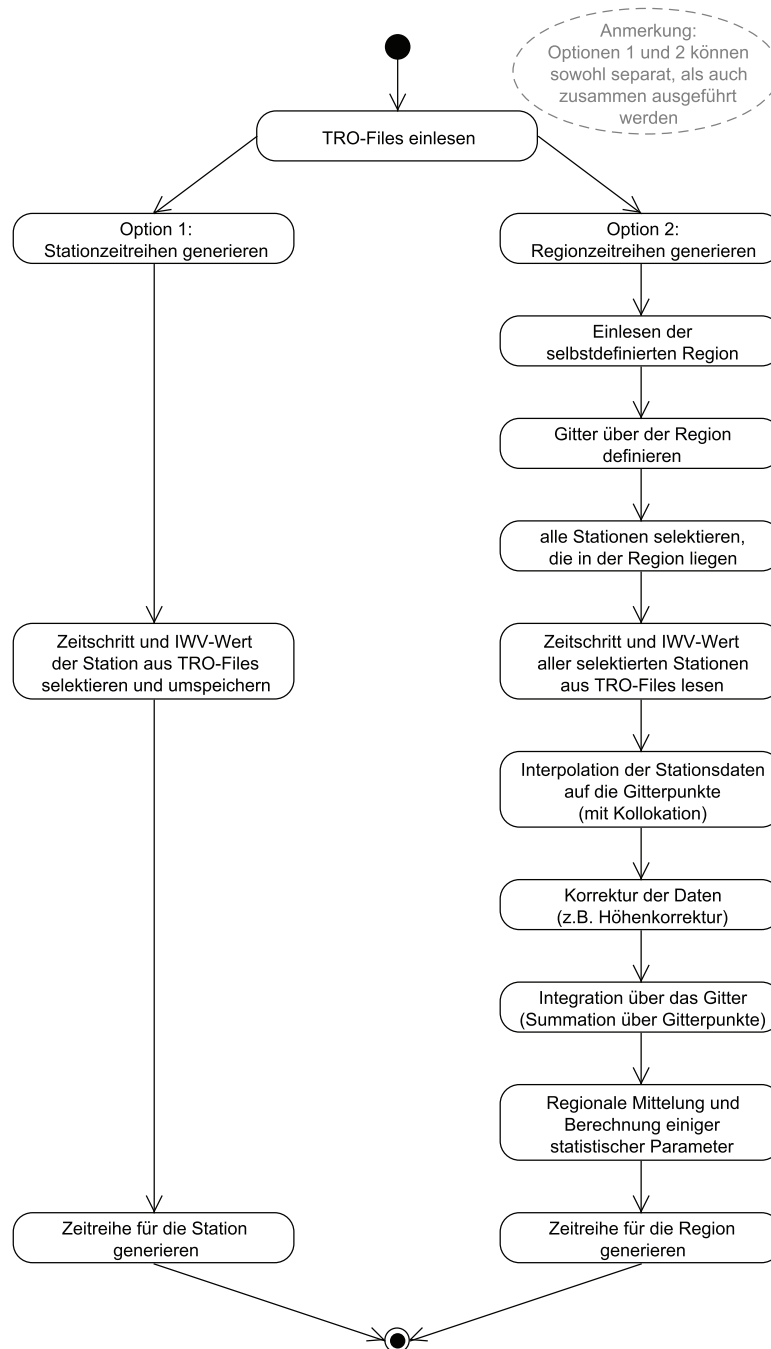 Anmerkung:
Optionen 1 und 2 können
sowohl separat, als auch
zusammen ausgeführt
werden
TRO-Files einlesen
Option 1:
Stationzeitreihen generieren
Option 2:
Regionzeitreihen generieren
Einlesen der
selbstdefinierten Region
Gitter über der Region
definieren
alle Stationen selektieren,
die in der Region liegen
Zeitschritt und IWV-Wert
der Station aus TRO-Files
selektieren und umspeichern
Zeitschritt und IWV-Wert
aller selektierten Stationen
aus TRO-Files lesen
Interpolation der Stationsdaten
auf die Gitterpunkte
(mit Kollokation)
Korrektur der Daten
(z.B. Höhenkorrektur)
Integration über das Gitter
(Summation über Gitterpunkte)
Regionale Mittelung und
Berechnung einiger
statistischer Parameter
Zeitreihe für die Station
generieren
Zeitreihe für die Region
generieren